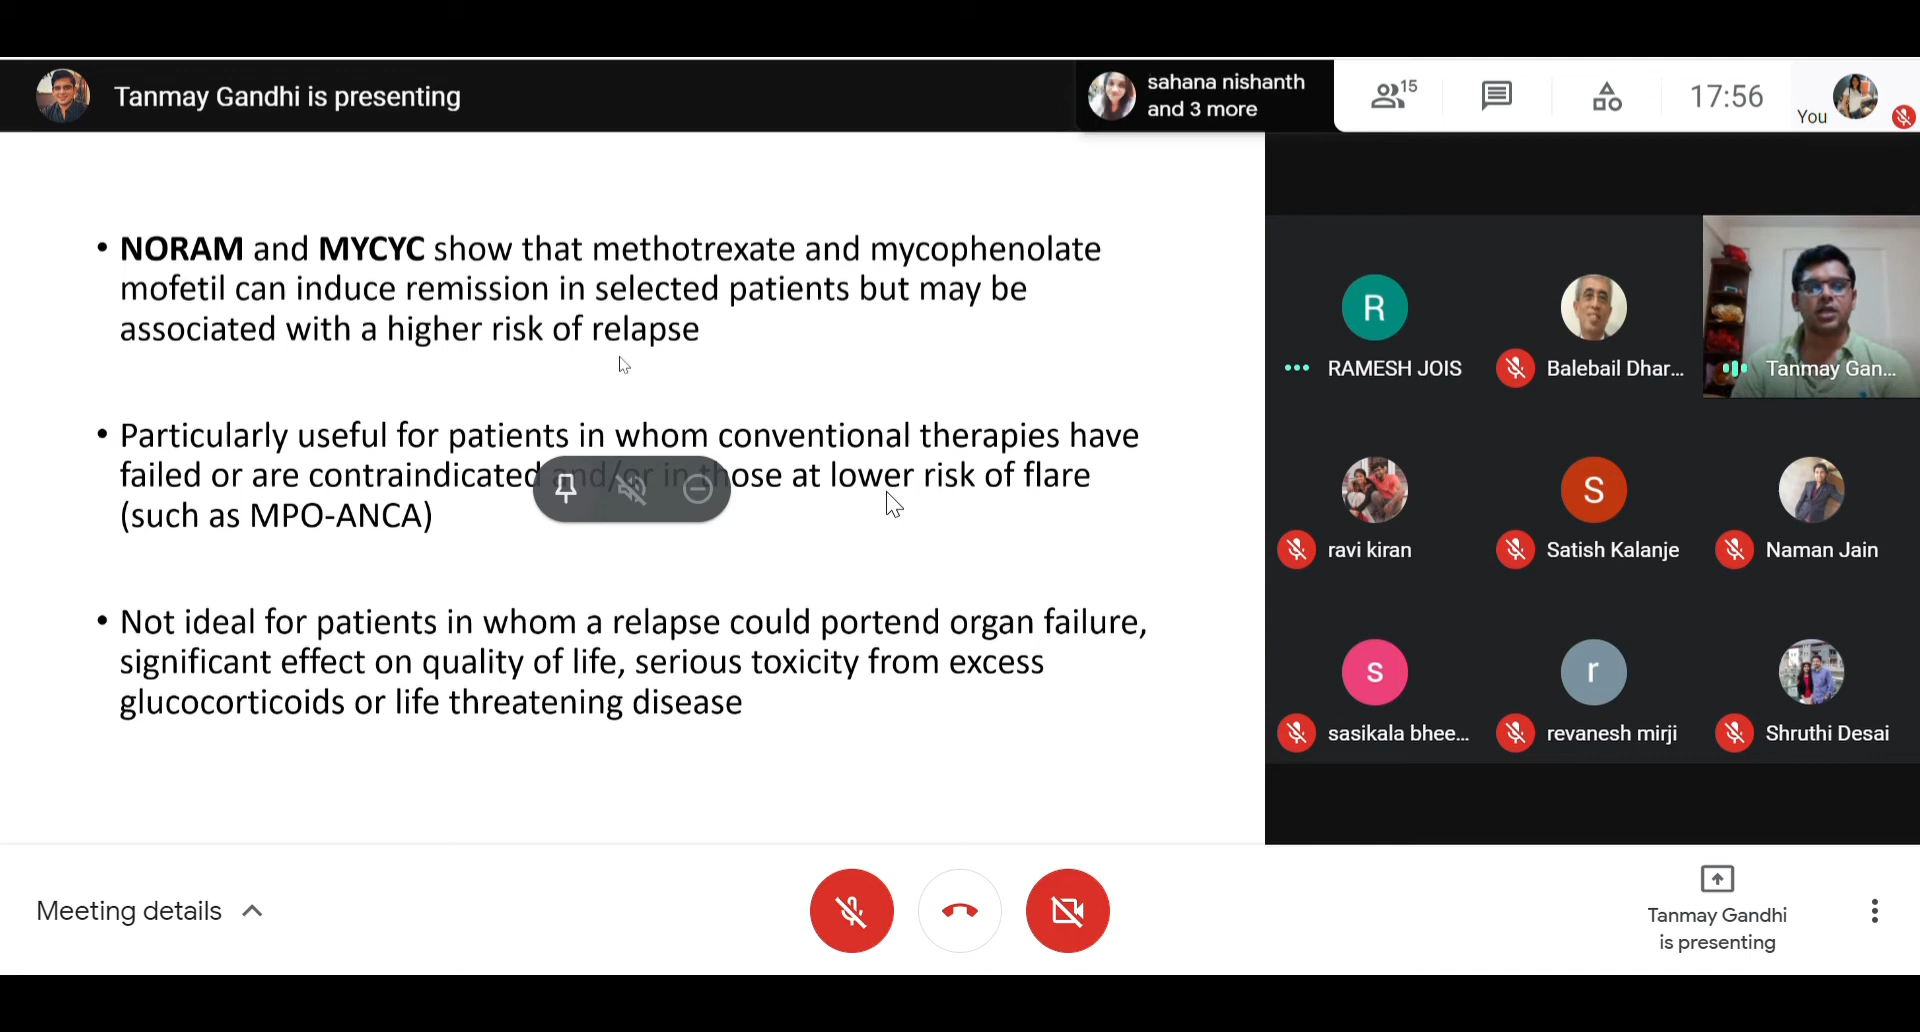 Tanmay Gandhi is presenting
sahana nishanth
and 3 more
15
17:56
You
• NORAM and MYCYC show that methotrexate and mycophenolate
mofetil can induce remission in selected patients but may be
associated with a higher risk of relapse
• Particularly useful for patients in whom conventional therapies have
failed or are contraindicated and/or in those at lower risk of flare
(such as MPO-ANCA)
• Not ideal for patients in whom a relapse could portend organ failure,
significant effect on quality of life, serious toxicity from excess
glucocorticoids or life threatening disease
R
RAMESH JOIS
Balebail Dhar...
Tanmay Gan...
ravi kiran
S
Satish Kalanje
Naman Jain
s
sasikala bhee...
r
revanesh mirji
Shruthi Desai
Meeting details
Tanmay Gandhi
is presenting